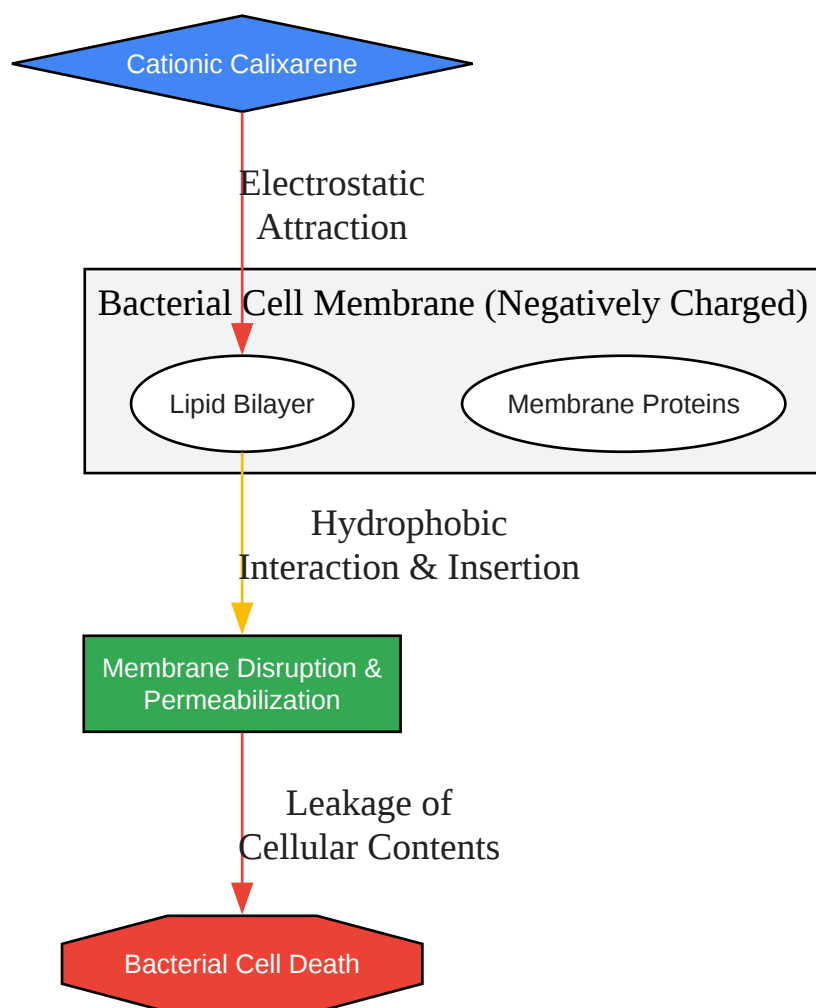 Cationic Calixarene
Electrostatic
Attraction
Bacterial Cell Membrane (Negatively Charged)
Lipid Bilayer
Membrane Proteins
Hydrophobic
Interaction & Insertion
Membrane Disruption &
Permeabilization
Leakage of
Cellular Contents
Bacterial Cell Death